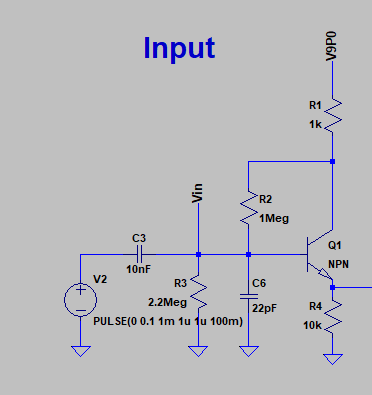 Input
V9P0
R1
1k
Vin
R2
1Meg
C3
10nF
Q1
NPN
V2
R3
2.2Meg
C6
22pF
R4
10k
PULSE(0 0.1 1m 1u 1u 100m)